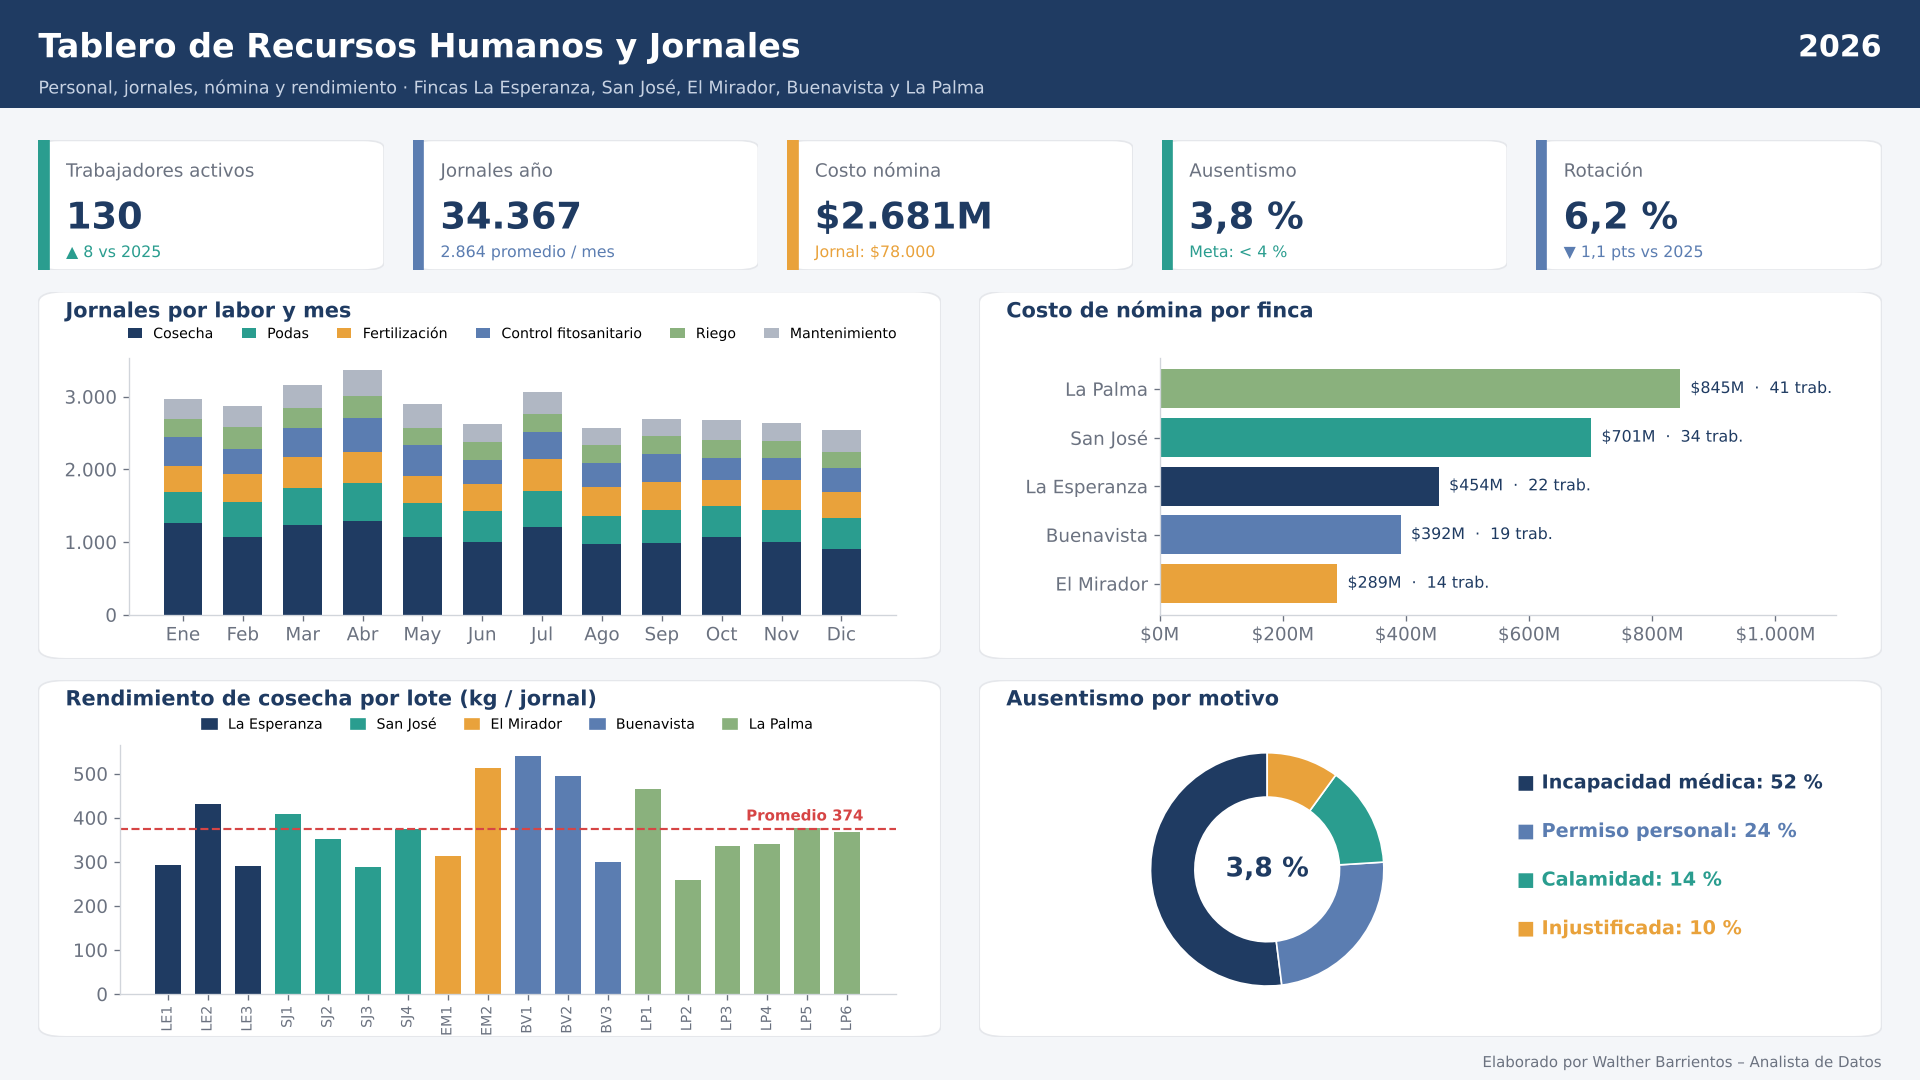 Tablero de Recursos Humanos y Jornales
2026
Personal, jornales, nómina y rendimiento · Fincas La Esperanza, San José, El Mirador, Buenavista y La Palma
Trabajadores activos
130
▲ 8 vs 2025
Jornales año
34.367
2.864 promedio / mes
Costo nómina
$2.681M
Jornal: $78.000
Ausentismo
3,8 %
Meta: < 4 %
Rotación
6,2 %
▼ 1,1 pts vs 2025
Jornales por labor y mes
Cosecha Podas Fertilización Control fitosanitario Riego Mantenimiento
3.000
2.000
1.000
0
Ene Feb Mar Abr May Jun Jul Ago Sep Oct Nov Dic
Costo de nómina por finca
La Palma $845M · 41 trab.
San José $701M · 34 trab.
La Esperanza $454M · 22 trab.
Buenavista $392M · 19 trab.
El Mirador $289M · 14 trab.
$0M $200M $400M $600M $800M $1.000M
Rendimiento de cosecha por lote (kg / jornal)
La Esperanza San José El Mirador Buenavista La Palma
500
400
300
200
100
0
Promedio 374
LE1 LE2 LE3 SJ1 SJ2 SJ3 SJ4 EM1 EM2 BV1 BV2 BV3 LP1 LP2 LP3 LP4 LP5 LP6
Ausentismo por motivo
3,8 %
Incapacidad médica: 52 %
Permiso personal: 24 %
Calamidad: 14 %
Injustificada: 10 %
Elaborado por Walther Barrientos – Analista de Datos